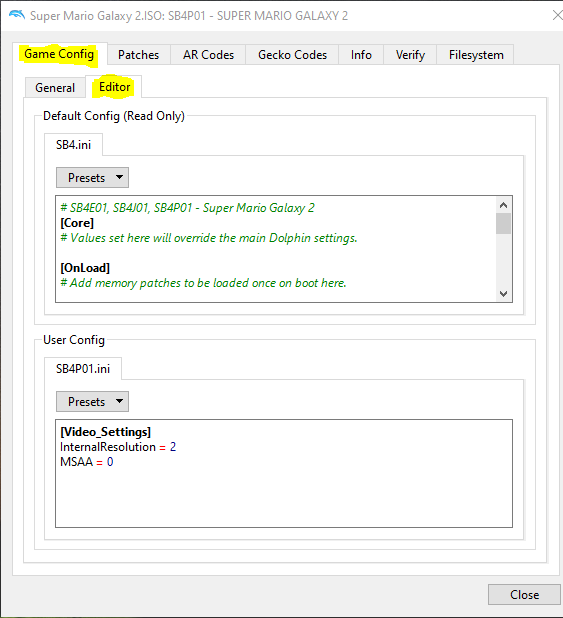 Super Mario Galaxy 2.ISO: SB4P01 - SUPER MARIO GALAXY 2
Game Config Patches AR Codes Gecko Codes Info Verify Filesystem
General Editor
Default Config (Read Only)
SB4.ini
Presets
# SB4E01, SB4J01, SB4P01 - Super Mario Galaxy 2
[Core]
# Values set here will override the main Dolphin settings.
[OnLoad]
# Add memory patches to be loaded once on boot here.
User Config
SB4P01.ini
Presets
[Video_Settings]
InternalResolution = 2
MSAA = 0
Close